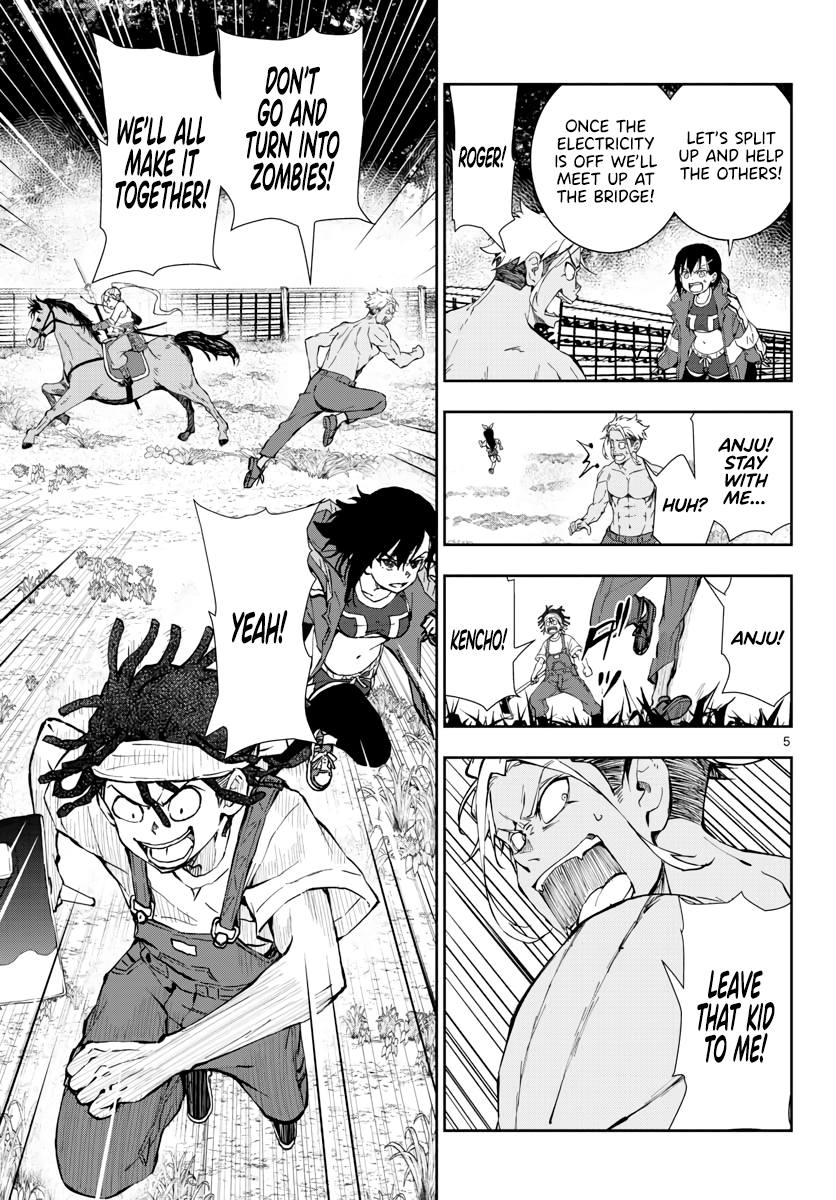 LET'S SPLIT
UP AND HELP
THE OTHERS!
ONCE THE
ELECTRICITY
IS OFF WE'LL
MEET UP AT
THE BRIDGE!
ROGER!
ANJU!
STAY
WITH
ME...
HUH?
ANJU!
KENCHO!
5
LEAVE
THAT KID
TO ME!
DON'T
GO AND
TURN INTO
ZOMBIES!
WE'LL ALL
MAKE IT
TOGETHER!
YEAH!